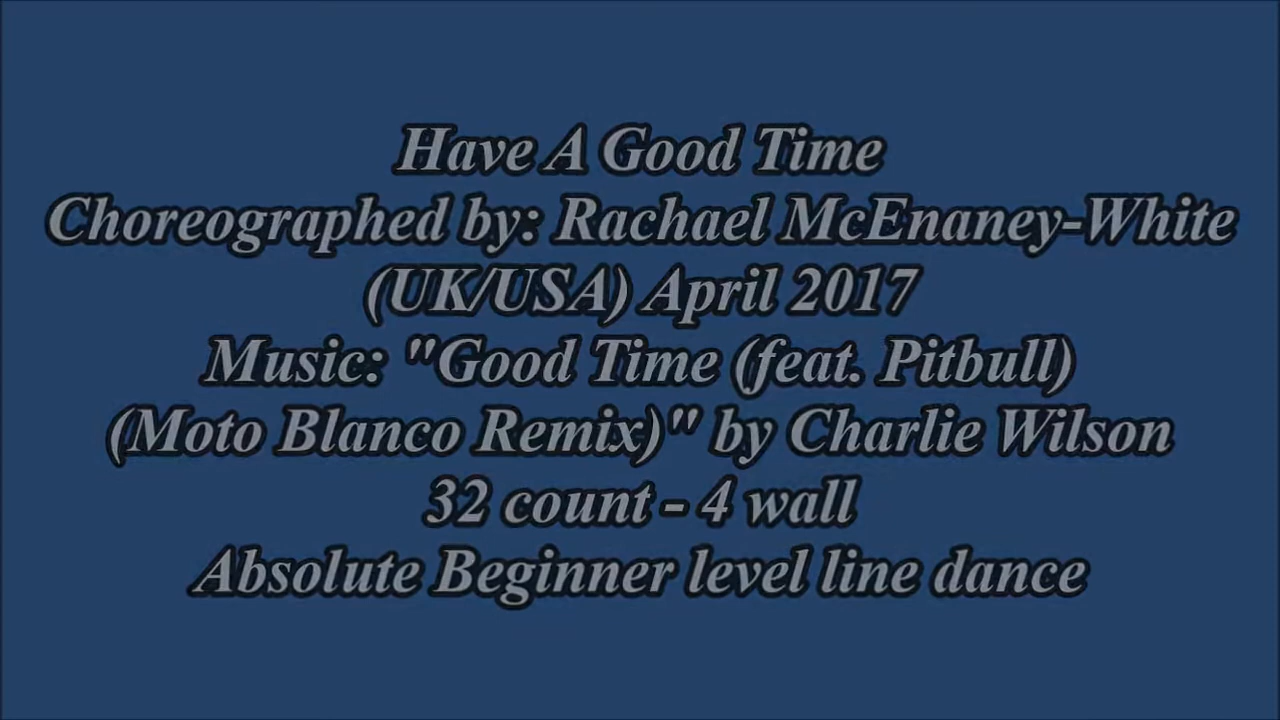 Have A Good Time
Choreographed by: Rachael McEnaney-White
(UK/USA) April 2017
Music: "Good Time (feat. Pitbull)
(Moto Blanco Remix)" by Charlie Wilson
32 count - 4 wall
Absolute Beginner level line dance